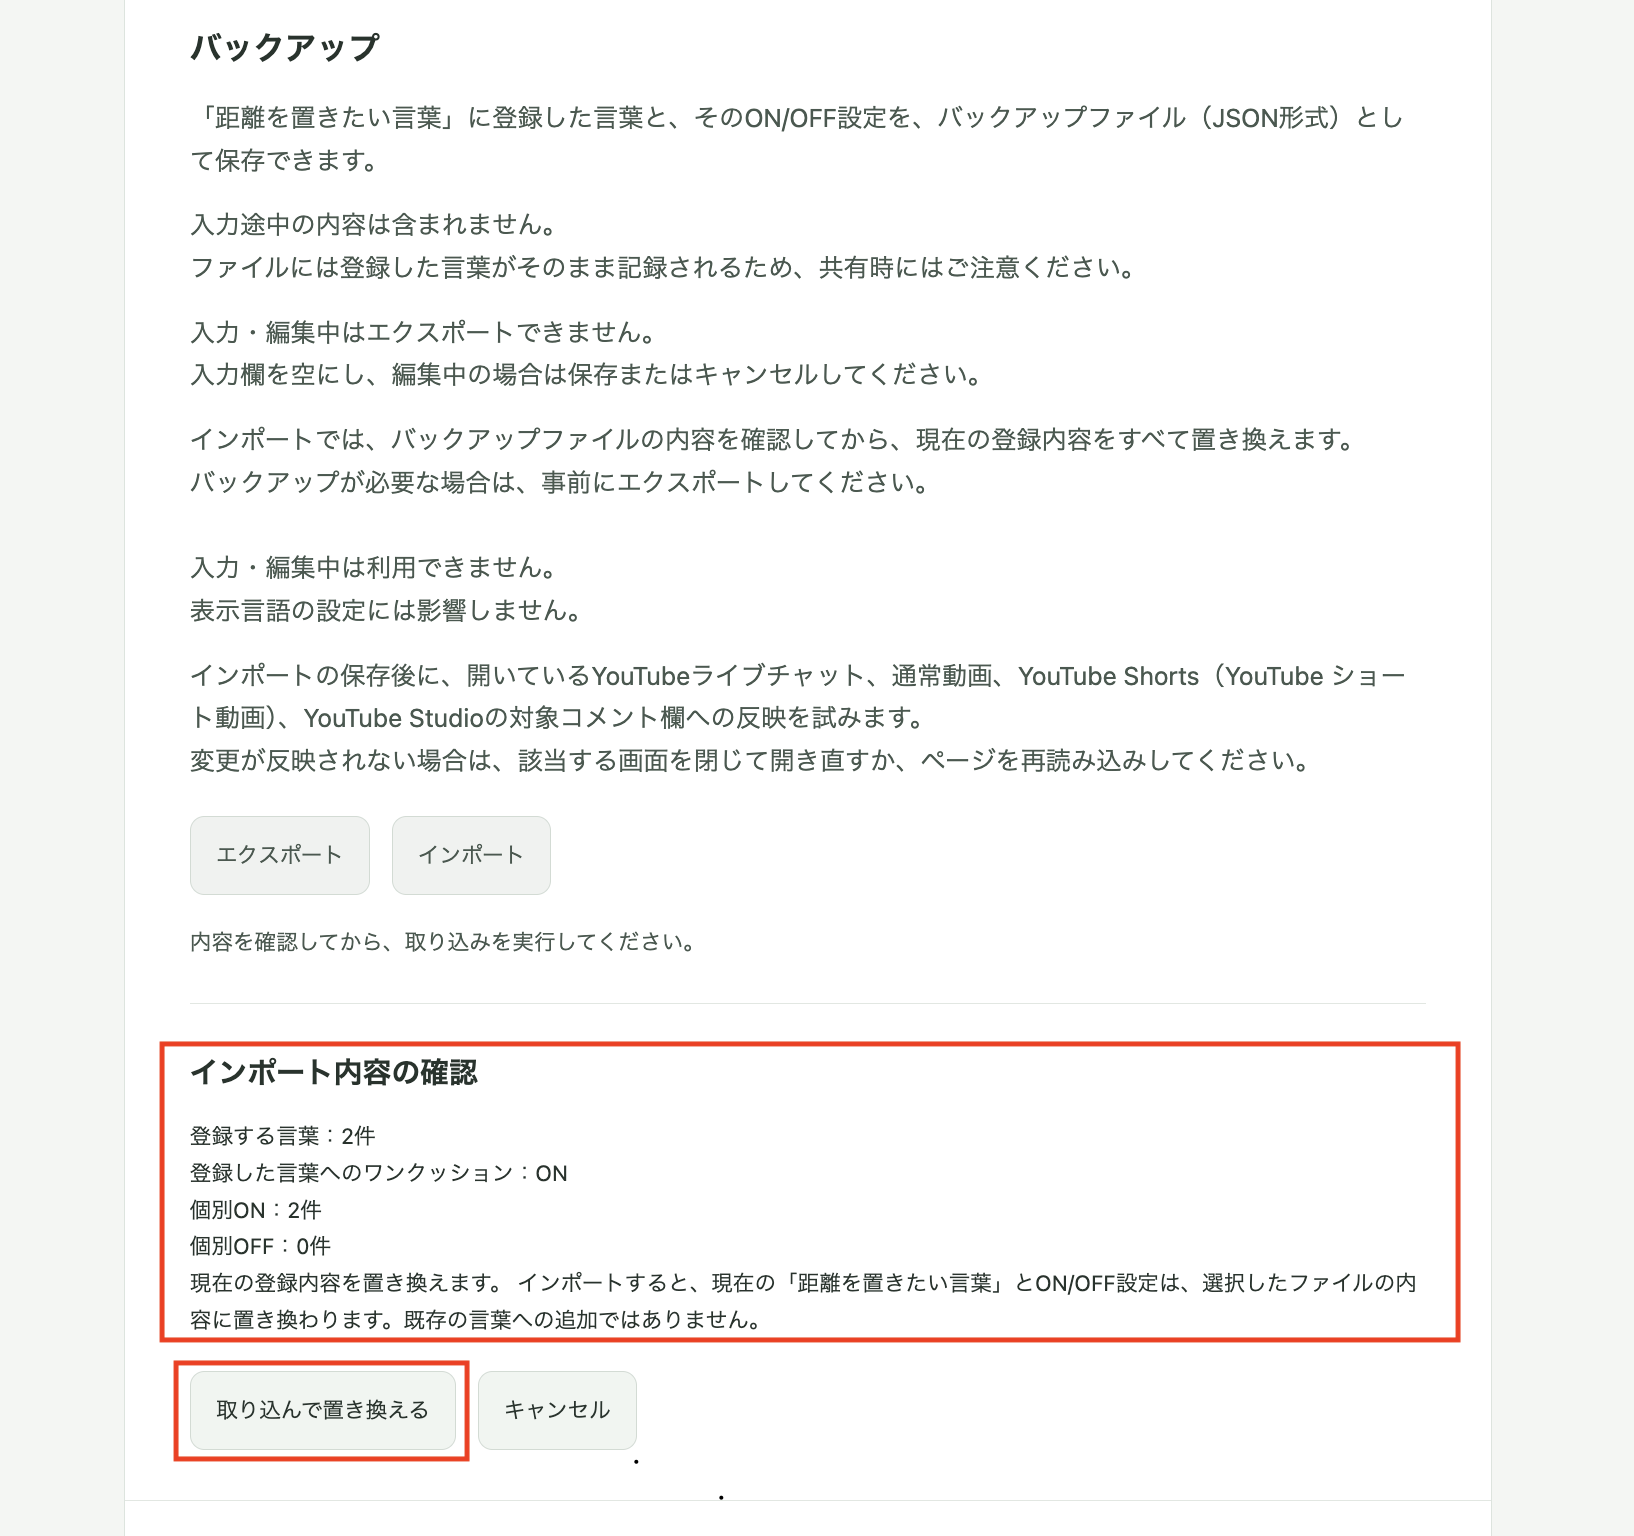 バックアップ
「距離を置きたい言葉」に登録した言葉と、そのON/OFF設定を、バックアップファイル（JSON形式）とし
て保存できます。
入力途中の内容は含まれません。
ファイルには登録した言葉がそのまま記録されるため、共有時にはご注意ください。
入力・編集中はエクスポートできません。
入力欄を空にし、編集中の場合は保存またはキャンセルしてください。
インポートでは、バックアップファイルの内容を確認してから、現在の登録内容をすべて置き換えます。
バックアップが必要な場合は、事前にエクスポートしてください。
入力・編集中は利用できません。
表示言語の設定には影響しません。
インポートの保存後に、開いているYouTubeライブチャット、通常動画、YouTube Shorts（YouTube ショー
ト動画）、YouTube Studioの対象コメント欄への反映を試みます。
変更が反映されない場合は、該当する画面を閉じて開き直すか、ページを再読み込みしてください。
エクスポート
インポート
内容を確認してから、取り込みを実行してください。
インポート内容の確認
登録する言葉：2件
登録した言葉へのワンクッション：ON
個別ON：2件
個別OFF：0件
現在の登録内容を置き換えます。 インポートすると、現在の「距離を置きたい言葉」とON/OFF設定は、選択したファイルの内
容に置き換わります。既存の言葉への追加ではありません。
取り込んで置き換える
キャンセル